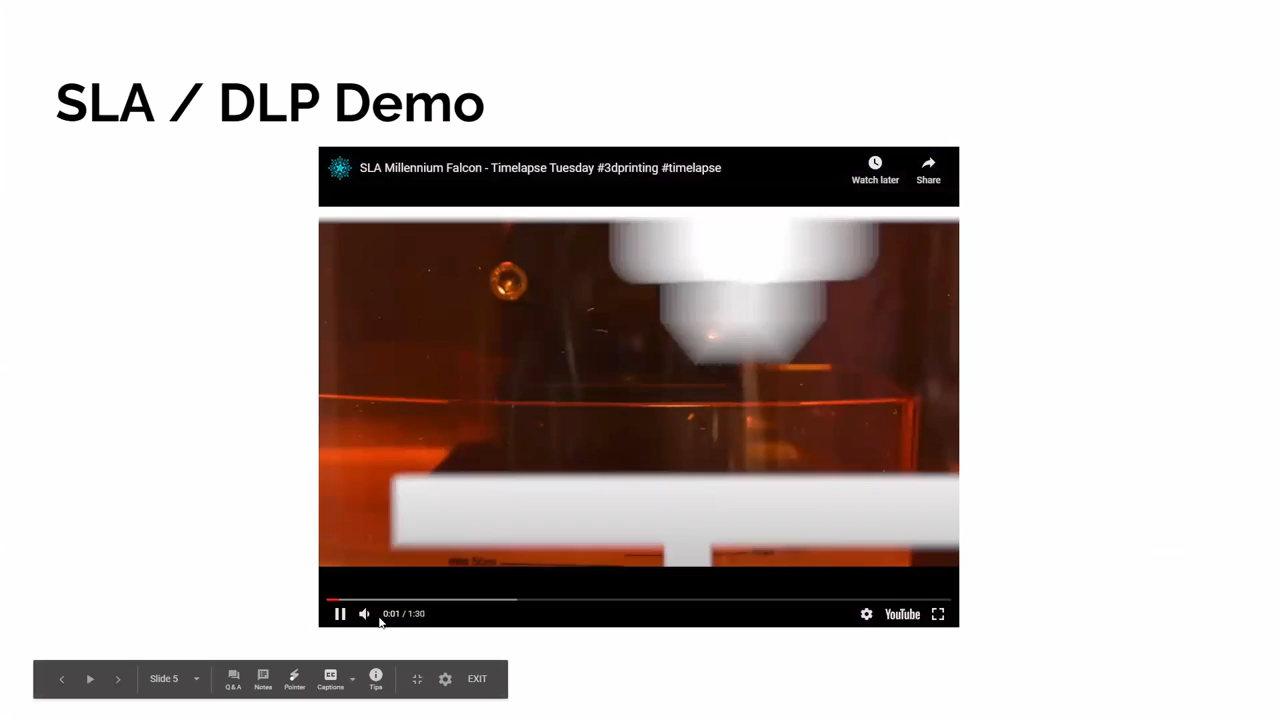 SLA / DLP Demo
SLA Millennium Falcon - Timelapse Tuesday #3dprinting #timelapse
Watch later
Share
0:01 / 1:30
YouTube
Slide 5
Q & A
Notes
Pointer
CC
Captions
Tips
EXIT